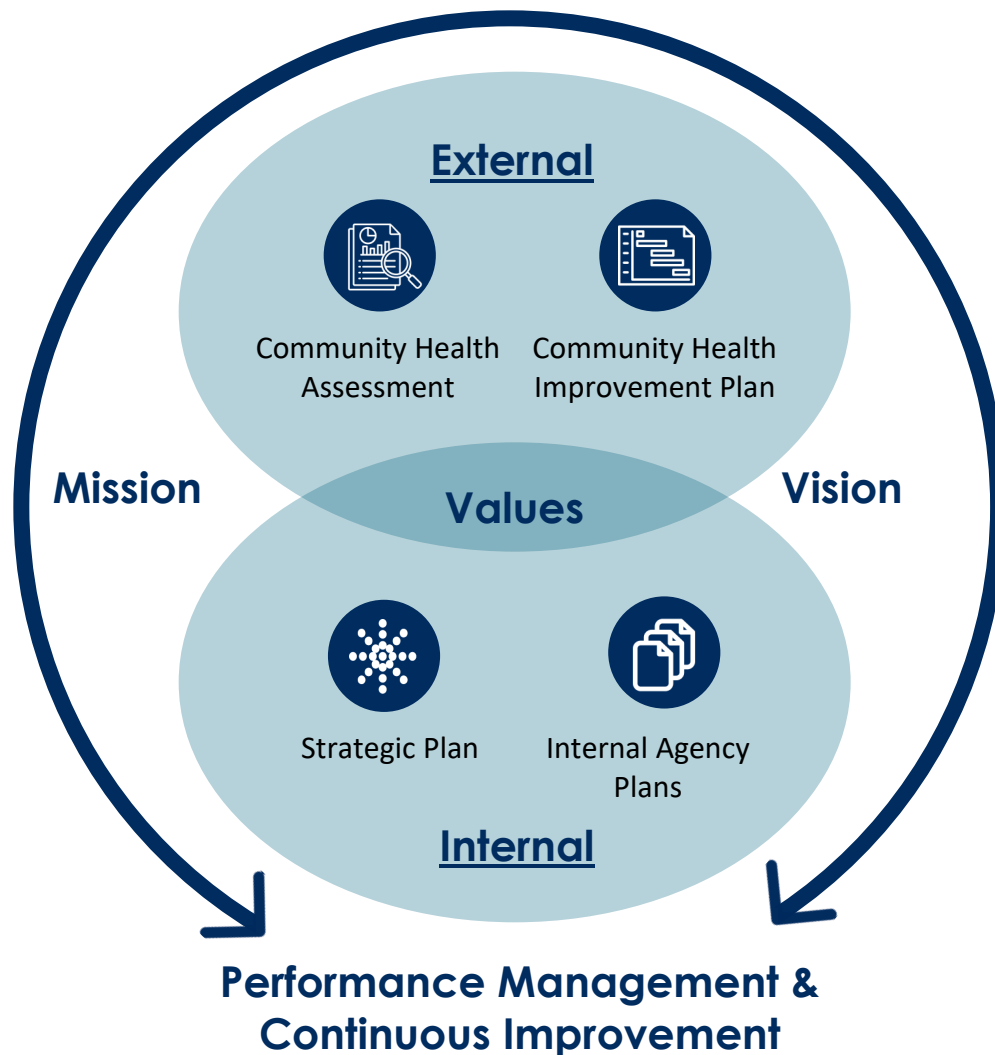 External
Community Health
Assessment
Community Health
Improvement Plan
Mission
Values
Vision
Strategic Plan
Internal Agency
Plans
Internal
Performance Management &
Continuous Improvement